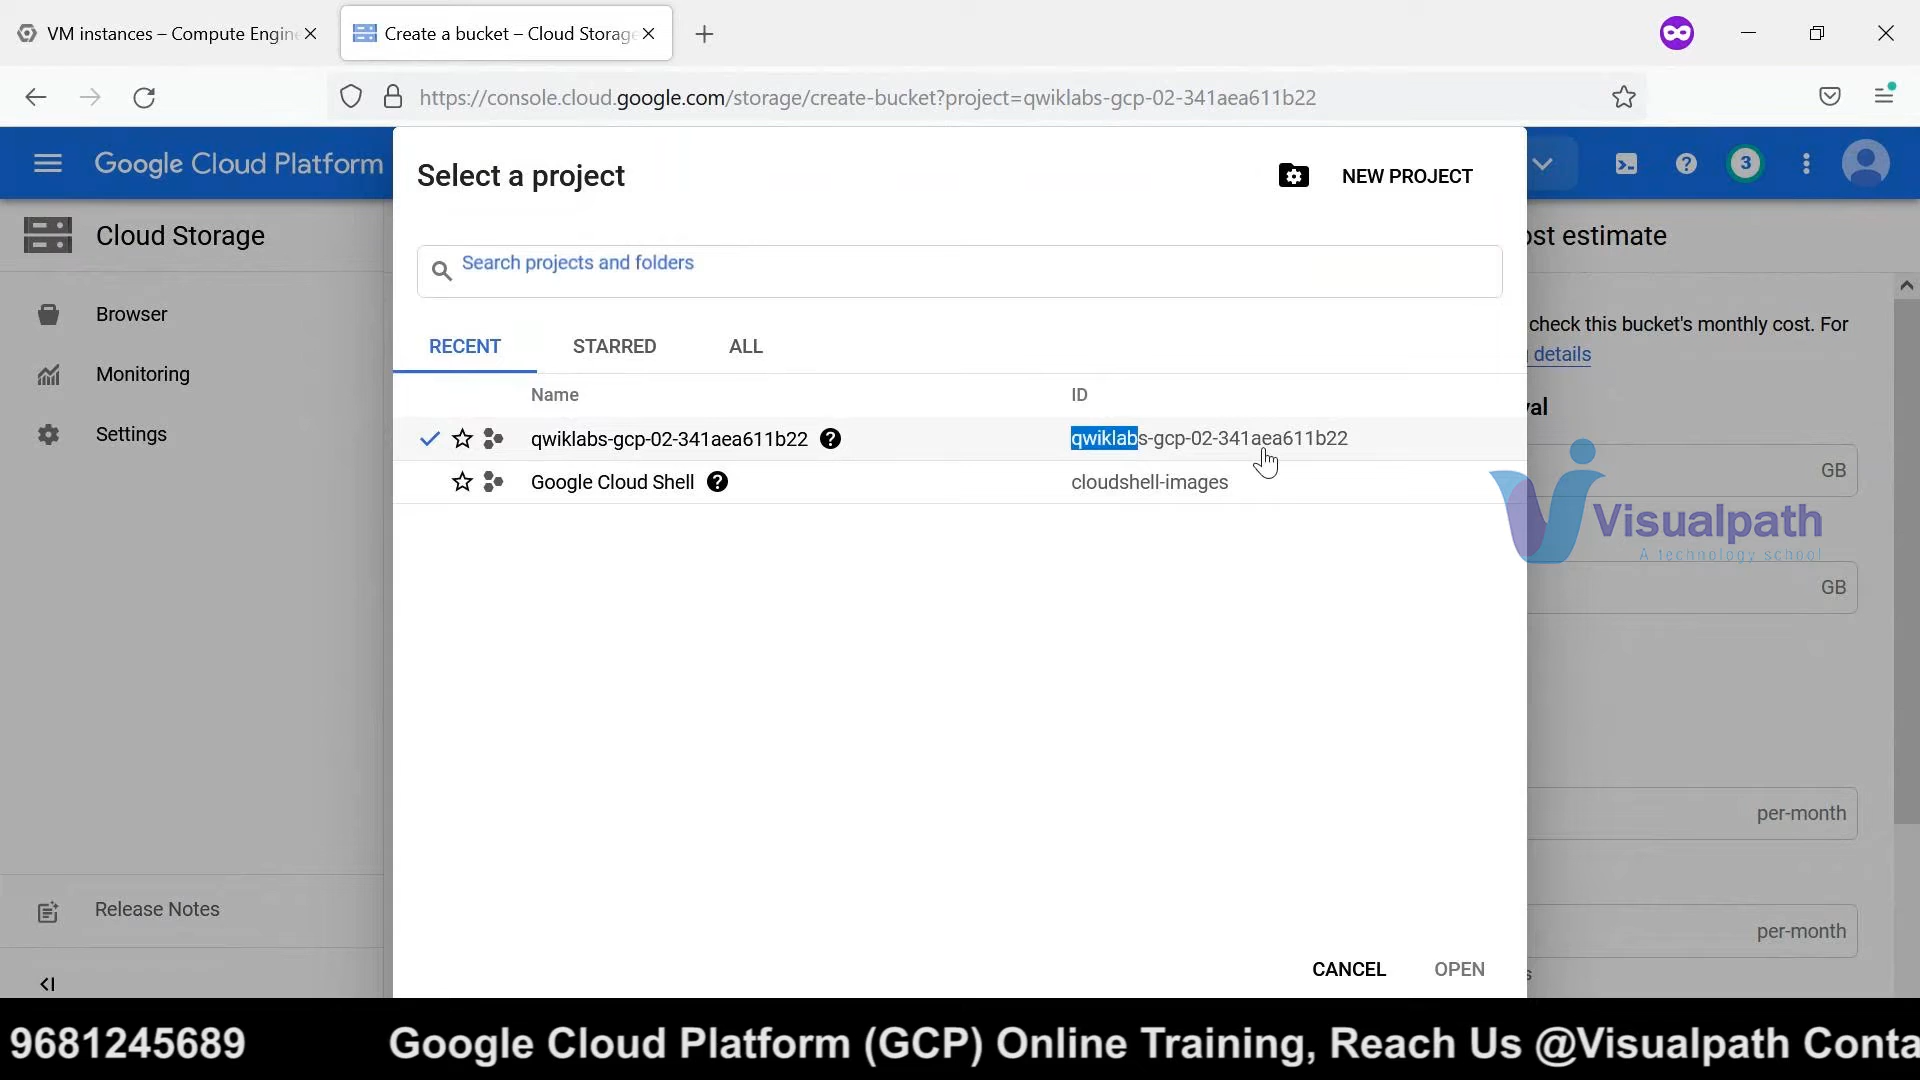 VM instances – Compute Engin
Create a bucket – Cloud Storage
https://console.cloud.google.com/storage/create-bucket?project=qwiklabs-gcp-02-341aea611b22
Google Cloud Platform
3
Select a project
NEW PROJECT
Cloud Storage
ost estimate
Search projects and folders
Browser
Monitoring
Settings
check this bucket's monthly cost. For
details
RECENT
STARRED
ALL
Name
ID
val
qwiklabs-gcp-02-341aea611b22
qwiklabs-gcp-02-341aea611b22
Google Cloud Shell
cloudshell-images
GB
Visualpath
A technology school
GB
per-month
Release Notes
per-month
CANCEL
OPEN
s
9681245689
Google Cloud Platform (GCP) Online Training, Reach Us @Visualpath Conta